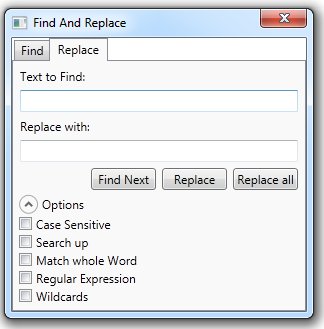 Find And Replace
Find Replace
Text to Find:
Replace with:
Find Next Replace Replace all
Options
Case Sensitive
Search up
Match whole Word
Regular Expression
Wildcards